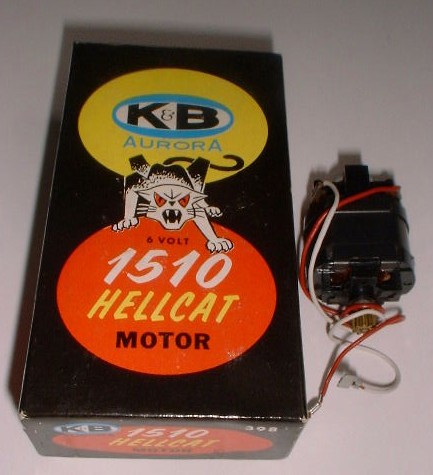 K&B
AURORA
6 VOLT
1510
HELLCAT
MOTOR
K&B 1510 398
HELLCAT
MOTOR